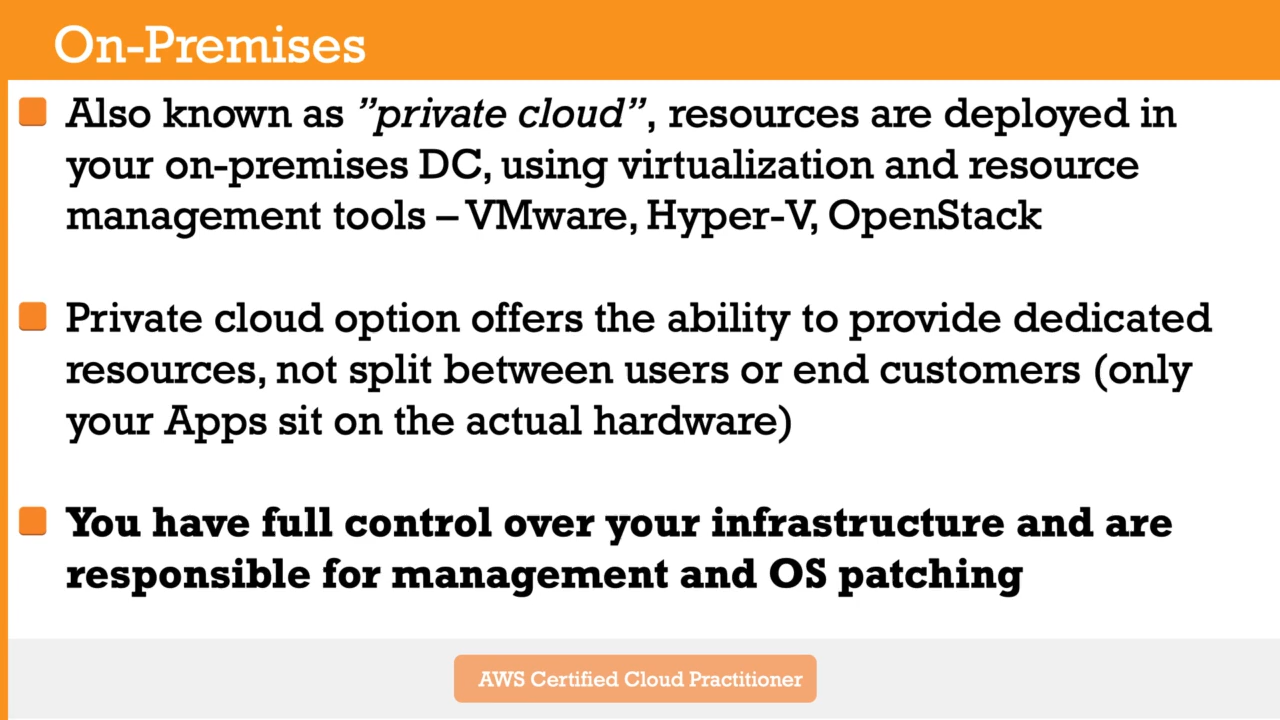 On-Premises
Also known as ”private cloud”, resources are deployed in
your on-premises DC, using virtualization and resource
management tools – VMware, Hyper-V, OpenStack
Private cloud option offers the ability to provide dedicated
resources, not split between users or end customers (only
your Apps sit on the actual hardware)
You have full control over your infrastructure and are
responsible for management and OS patching
AWS Certified Cloud Practitioner